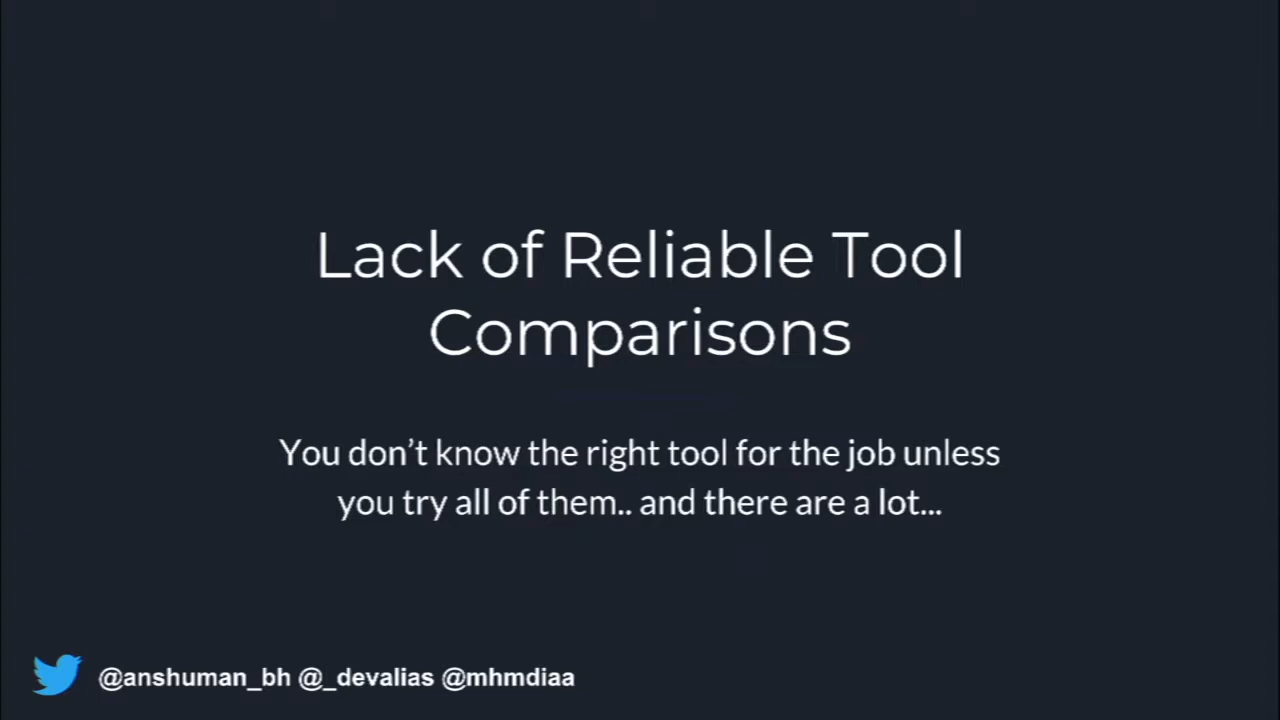 Lack of Reliable Tool
Comparisons
You don’t know the right tool for the job unless
you try all of them.. and there are a lot...
@anshuman_bh @_devalias @mhmdiaa